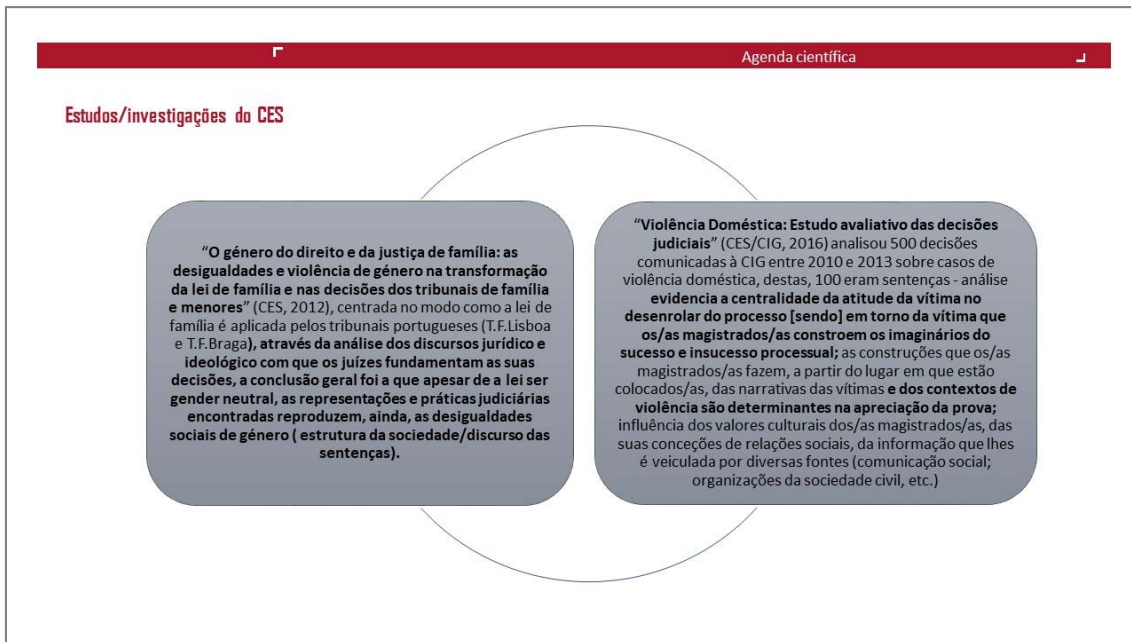 Agenda científica
Estudos/investigações do CES
“O género do direito e da justiça de família: as
desigualdades e violência de género na transformação
da lei de família e nas decisões dos tribunais de família
e menores” (CES, 2012), centrada no modo como a lei de
família é aplicada pelos tribunais portugueses (T.F.Lisboa
e T.F.Braga), através da análise dos discursos jurídico e
ideológico com que os juízes fundamentam as suas
decisões, a conclusão geral foi a que apesar de a lei ser
gender neutral, as representações e práticas judiciárias
encontradas reproduzem, ainda, as desigualdades
sociais de género ( estrutura da sociedade/discurso das
sentenças).
“Violência Doméstica: Estudo avaliativo das decisões
judiciais” (CES/CIG, 2016) analisou 500 decisões
comunicadas à CIG entre 2010 e 2013 sobre casos de
violência doméstica, destas, 100 eram sentenças - análise
evidencia a centralidade da atitude da vítima no
desenrolar do processo [sendo] em torno da vítima que
os/as magistrados/as constroem os imaginários do
sucesso e insucesso processual; as construções que os/as
magistrados/as fazem, a partir do lugar em que estão
colocados/as, das narrativas das vítimas e dos contextos de
violência são determinantes na apreciação da prova;
influência dos valores culturais dos/as magistrados/as, das
suas conceções de relações sociais, da informação que lhes
é veiculada por diversas fontes (comunicação social;
organizações da sociedade civil, etc.)